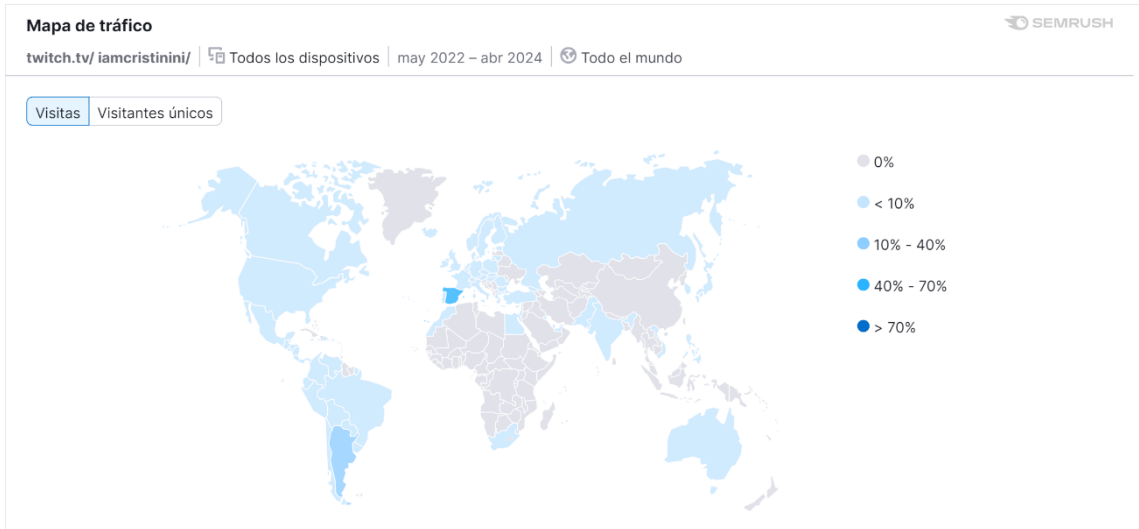 Mapa de tráfico
SEMRUSH
twitch.tv/ iamcristinini/ Todos los dispositivos may 2022 – abr 2024 Todo el mundo
Visitas Visitantes únicos
0%
< 10%
10% - 40%
40% - 70%
> 70%